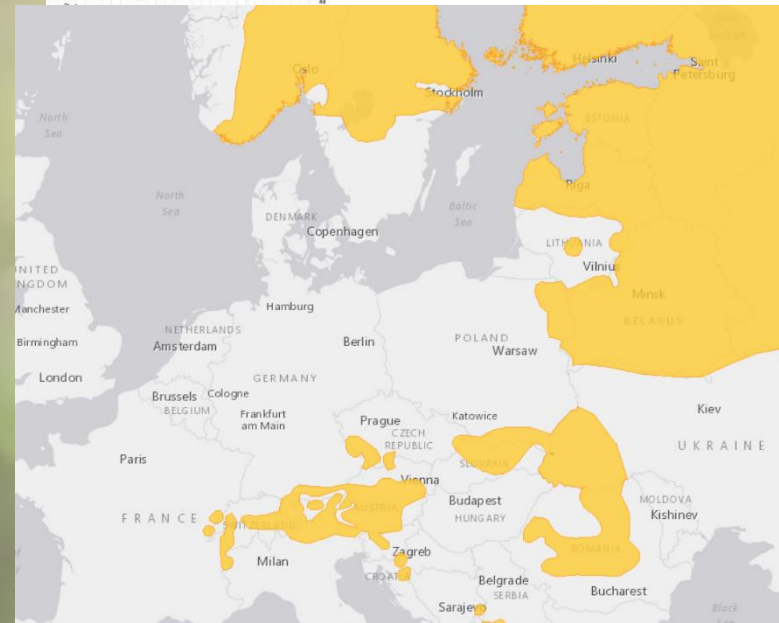 Oslo
Helsinki
Saint
Petersburg
Stockholm
North
Sea
ESTONIA
North
Sea
Riga
Baltic
Sea
DENMARK
Copenhagen
LITHUANIA
Vilnius
UNITED
KINGDOM
Manchester
Hamburg
Minsk
BELARUS
NETHERLANDS
Amsterdam
Berlin
POLAND
Warsaw
Birmingham
London
GERMANY
Brussels
Cologne
BELGIUM
Frankfurt
am Main
Prague
Katowice
Kiev
CZECH
REPUBLIC
UKRAINE
Paris
SLOVAKIA
Vienna
Budapest
MOLDOVA
FRANCE
SWITZERLAND
AUSTRIA
HUNGARY
Kishinev
Milan
Zagreb
ROMANIA
CROATIA
Belgrade
SERBIA
Bucharest
Sarajevo
Black
Sea